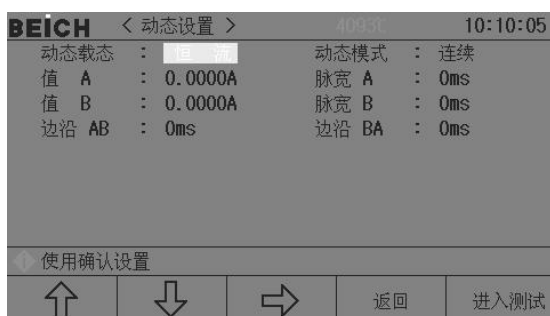 BEICH <动态设置> 4093C 10:10:05
动态载态 : 恒 流 动态模式 : 连续
值 A : 0.0000A 脉宽 A : 0ms
值 B : 0.0000A 脉宽 B : 0ms
边沿 AB : 0ms 边沿 BA : 0ms
使用确认设置
返回 进入测试